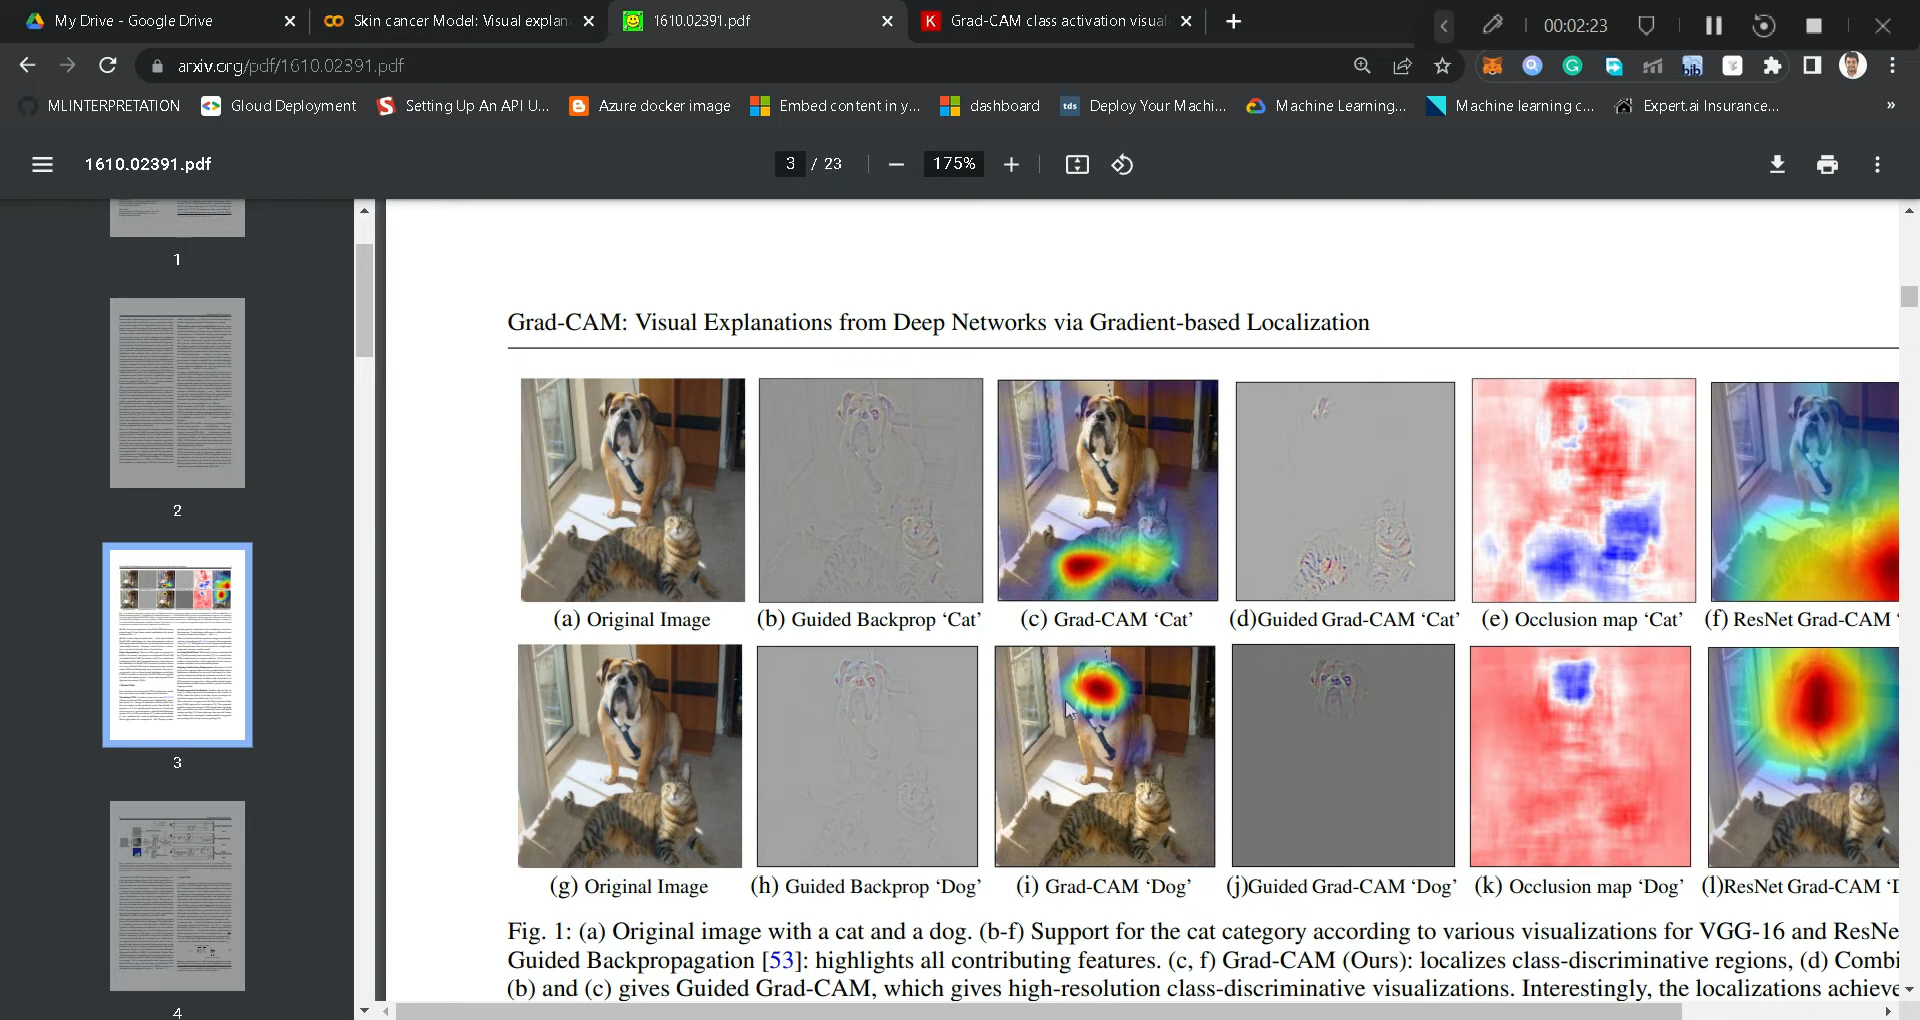 My Drive - Google Drive
Skin cancer Model: Visual explan
1610.02391.pdf
Grad-CAM class activation visual
00:02:23
arxiv.org/pdf/1610.02391.pdf
MLINTERPRETATION
Gloud Deployment
Setting Up An API U...
Azure docker image
Embed content in y...
dashboard
tds
Deploy Your Machi...
Machine Learning...
Machine learning c...
Expert.ai Insurance...
»
1610.02391.pdf
3 / 23
175%
1
2
3
4
Grad-CAM: Visual Explanations from Deep Networks via Gradient-based Localization
(a) Original Image
(b) Guided Backprop ‘Cat’
(c) Grad-CAM ‘Cat’
(d)Guided Grad-CAM ‘Cat’
(e) Occlusion map ‘Cat’
(f) ResNet Grad-CAM ‘
(g) Original Image
(h) Guided Backprop ‘Dog’
(i) Grad-CAM ‘Dog’
(j)Guided Grad-CAM ‘Dog’
(k) Occlusion map ‘Dog’
(l)ResNet Grad-CAM ‘D
Fig. 1: (a) Original image with a cat and a dog. (b-f) Support for the cat category according to various visualizations for VGG-16 and ResNe
Guided Backpropagation [53]: highlights all contributing features. (c, f) Grad-CAM (Ours): localizes class-discriminative regions, (d) Combi
(b) and (c) gives Guided Grad-CAM, which gives high-resolution class-discriminative visualizations. Interestingly, the localizations achieve